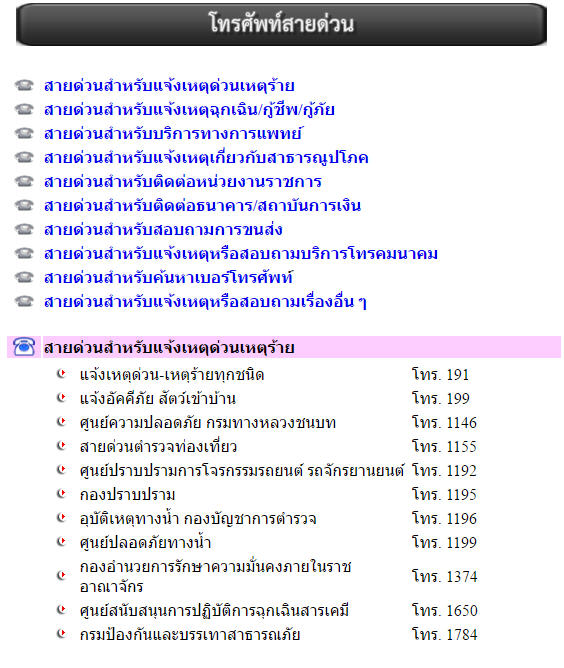 โทรศัพท์สายด่วน
สายด่วนสำหรับแจ้งเหตุด่วนเหตุร้าย
สายด่วนสำหรับแจ้งเหตุฉุกเฉิน/กู้ชีพ/กู้ภัย
สายด่วนสำหรับบริการทางการแพทย์
สายด่วนสำหรับแจ้งเหตุเกี่ยวกับสาธารณูปโภค
สายด่วนสำหรับติดต่อหน่วยงานราชการ
สายด่วนสำหรับติดต่อธนาคาร/สถาบันการเงิน
สายด่วนสำหรับสอบถามการขนส่ง
สายด่วนสำหรับแจ้งเหตุหรือสอบถามบริการโทรคมนาคม
สายด่วนสำหรับค้นหาเบอร์โทรศัพท์
สายด่วนสำหรับแจ้งเหตุหรือสอบถามเรื่องอื่น ๆ
สายด่วนสำหรับแจ้งเหตุด่วนเหตุร้าย
แจ้งเหตุด่วน-เหตุร้ายทุกชนิด โทร. 191
แจ้งอัคคีภัย สัตว์เข้าบ้าน โทร. 199
ศูนย์ความปลอดภัย กรมทางหลวงชนบท โทร. 1146
สายด่วนตำรวจท่องเที่ยว โทร. 1155
ศูนย์ปราบปรามการโจรกรรมรถยนต์ รถจักรยานยนต์ โทร. 1192
กองปราบปราม โทร. 1195
อุบัติเหตุทางน้ำ กองบัญชาการตำรวจ โทร. 1196
ศูนย์ปลอดภัยทางน้ำ โทร. 1199
กองอำนวยการรักษาความมั่นคงภายในราช
อาณาจักร โทร. 1374
ศูนย์สนับสนุนการปฏิบัติการฉุกเฉินสารเคมี โทร. 1650
กรมป้องกันและบรรเทาสาธารณภัย โทร. 1784